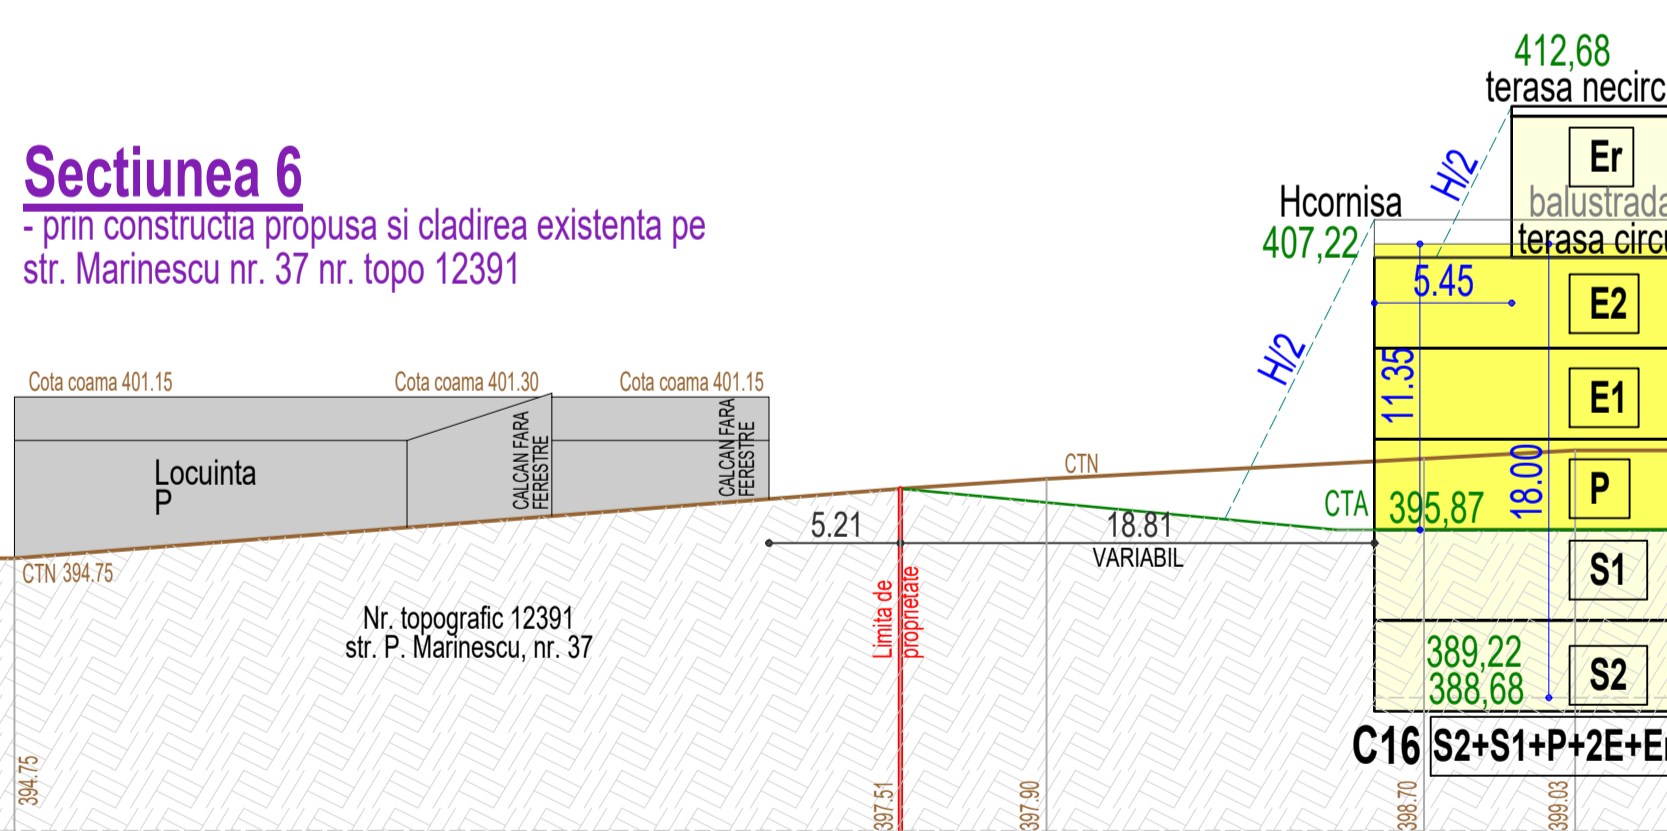 412,68
terasa necirc
Sectiunea 6
- prin constructia propusa si cladirea existenta pe
str. Marinescu nr. 37 nr. topo 12391
H/2
Er
Hcornisa
407,22
balustrada
terasa circu
5.45
E2
H/2
11.35
E1
Cota coama 401.15
Cota coama 401.30
Cota coama 401.15
CALCAN FARA
FERESTRE
CALCAN FARA
FERESTRE
Locuinta
P
CTN
18.00
P
CTA 395,87
5.21
18.81
VARIABIL
CTN 394.75
S1
Limita de
proprietate
Nr. topografic 12391
str. P. Marinescu, nr. 37
389,22
388,68
S2
C16 S2+S1+P+2E+Er
394.75
397.51
397.90
398.70
399.03